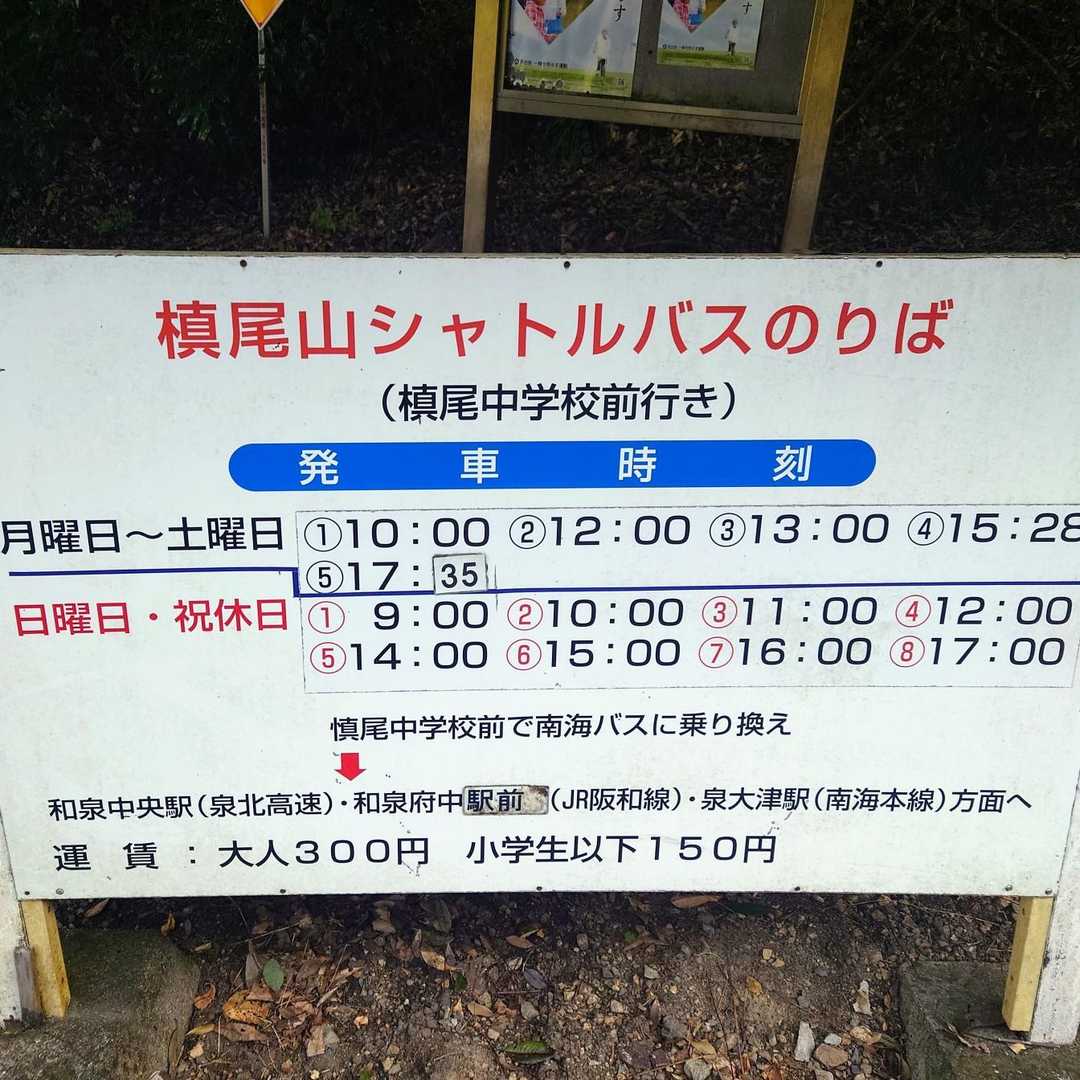 す
す
槙尾山シャトルバスのりば
（槙尾中学校前行き）
発車時刻
月曜日～土曜日 ①10：00 ②12：00 ③13：00 ④15：28
⑤17：35
日曜日・祝休日 ① 9：00 ②10：00 ③11：00 ④12：00
⑤14：00 ⑥15：00 ⑦16：00 ⑧17：00
慎尾中学校前で南海バスに乗り換え
和泉中央駅（泉北高速）・和泉府中駅前（JR阪和線）・泉大津駅（南海本線）方面へ
運賃：大人３００円 小学生以下１５０円